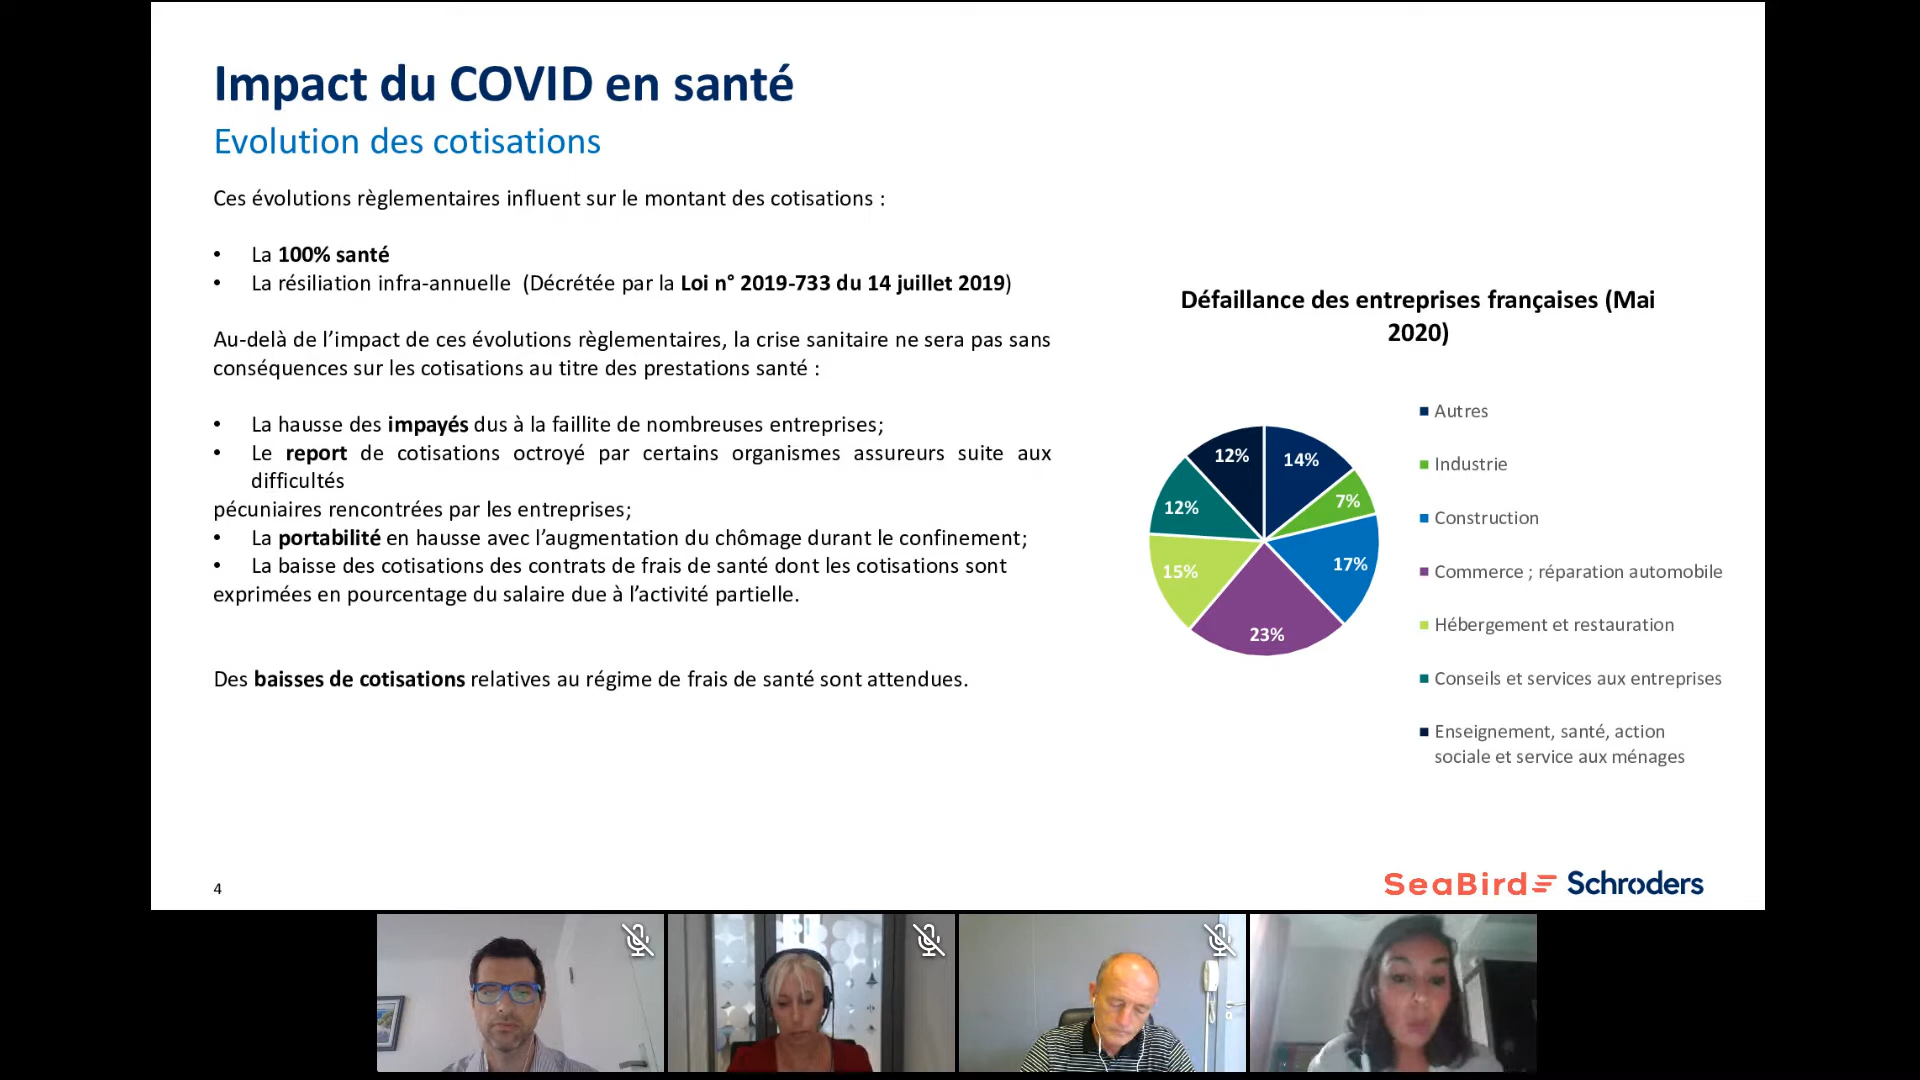 Impact du COVID en santé
Evolution des cotisations
Ces évolutions règlementaires influent sur le montant des cotisations :
• La 100% santé
• La résiliation infra-annuelle (Décrétée par la Loi n° 2019-733 du 14 juillet 2019)
Au-delà de l’impact de ces évolutions règlementaires, la crise sanitaire ne sera pas sans
conséquences sur les cotisations au titre des prestations santé :
• La hausse des impayés dus à la faillite de nombreuses entreprises;
• Le report de cotisations octroyé par certains organismes assureurs suite aux
difficultés
pécuniaires rencontrées par les entreprises;
• La portabilité en hausse avec l’augmentation du chômage durant le confinement;
• La baisse des cotisations des contrats de frais de santé dont les cotisations sont
exprimées en pourcentage du salaire due à l’activité partielle.
Des baisses de cotisations relatives au régime de frais de santé sont attendues.
Défaillance des entreprises françaises (Mai
2020)
14%
7%
17%
23%
15%
12%
12%
Autres
Industrie
Construction
Commerce ; réparation automobile
Hébergement et restauration
Conseils et services aux entreprises
Enseignement, santé, action
sociale et service aux ménages
4
SeaBird Schroders